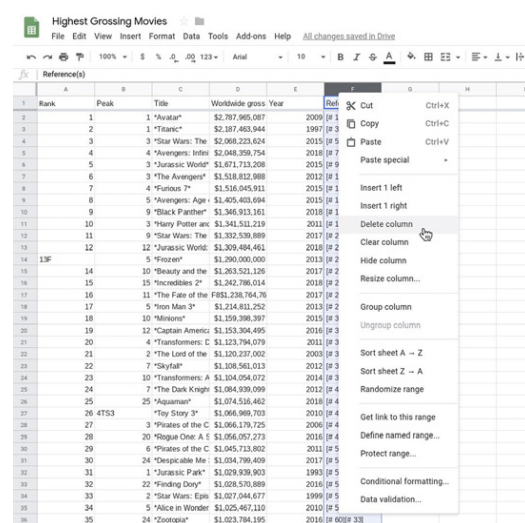 Highest Grossing Movies
File Edit View Insert Format Data Tools Add-ons Help All changes saved in Drive
100% $ % .0 .00 123 Arial 10 B I S A
fx Reference(s)
A B C D E F G H
1 Rank Peak Title Worldwide gross Year Ref
2 1 1 *Avatar* $2,787,965,087 2009 [# 1
3 2 1 *Titanic* $2,187,463,944 1997 [# 3
4 3 3 *Star Wars: The $2,068,223,624 2015 [# 5
5 4 4 *Avengers: Infini $2,048,359,754 2018 [# 7
6 5 3 *Jurassic World* $1,671,713,208 2015 [# 9
7 6 3 *The Avengers* $1,518,812,988 2012 [# 1
8 7 4 *Furious 7* $1,516,045,911 2015 [# 1
9 8 5 *Avengers: Age $1,405,403,694 2015 [# 1
10 9 9 *Black Panther* $1,346,913,161 2018 [# 1
11 10 3 *Harry Potter and $1,341,511,219 2011 [# 1
12 11 9 *Star Wars: The $1,332,539,889 2017 [# 2
13 12 12 *Jurassic World: $1,309,484,461 2018 [# 2
14 13F 5 *Frozen* $1,290,000,000 2013 [# 2
15 14 10 *Beauty and the $1,263,521,126 2017 [# 2
16 15 15 *Incredibles 2* $1,242,786,014 2018 [# 2
17 16 11 *The Fate of the F8$1,238,764,76 2017 [# 2
18 17 5 *Iron Man 3* $1,214,811,252 2013 [# 3
19 18 10 *Minions* $1,159,398,397 2015 [# 3
20 19 12 *Captain America $1,153,304,495 2016 [# 3
21 20 4 *Transformers: D $1,123,794,079 2011 [# 3
22 21 2 *The Lord of the $1,120,237,002 2003 [# 3
23 22 7 *Skyfall* $1,108,561,013 2012 [# 3
24 23 10 *Transformers: A $1,104,054,072 2014 [# 3
25 24 7 *The Dark Knight $1,084,939,099 2012 [# 4
26 25 25 *Aquaman* $1,074,516,462 2018 [# 4
27 26 4TS3 *Toy Story 3* $1,066,969,703 2010 [# 4
28 27 3 *Pirates of the C $1,066,179,725 2006 [# 4
29 28 20 *Rogue One: A S $1,056,057,273 2016 [# 4
30 29 6 *Pirates of the C $1,045,713,802 2011 [# 5
31 30 24 *Despicable Me $1,034,799,409 2017 [# 5
32 31 1 *Jurassic Park* $1,029,939,903 1993 [# 5
33 32 22 *Finding Dory* $1,028,570,889 2016 [# 5
34 33 2 *Star Wars: Epis $1,027,044,677 1999 [# 5
35 34 5 *Alice in Wonder $1,025,467,110 2010 [# 5
36 35 24 *Zootopia* $1,023,784,195 2016 [# 60][# 33]
Cut Ctrl+X
Copy Ctrl+C
Paste Ctrl+V
Paste special
Insert 1 left
Insert 1 right
Delete column
Clear column
Hide column
Resize column...
Group column
Ungroup column
Sort sheet A → Z
Sort sheet Z → A
Randomize range
Get link to this range
Define named range...
Protect range...
Conditional formatting...
Data validation...